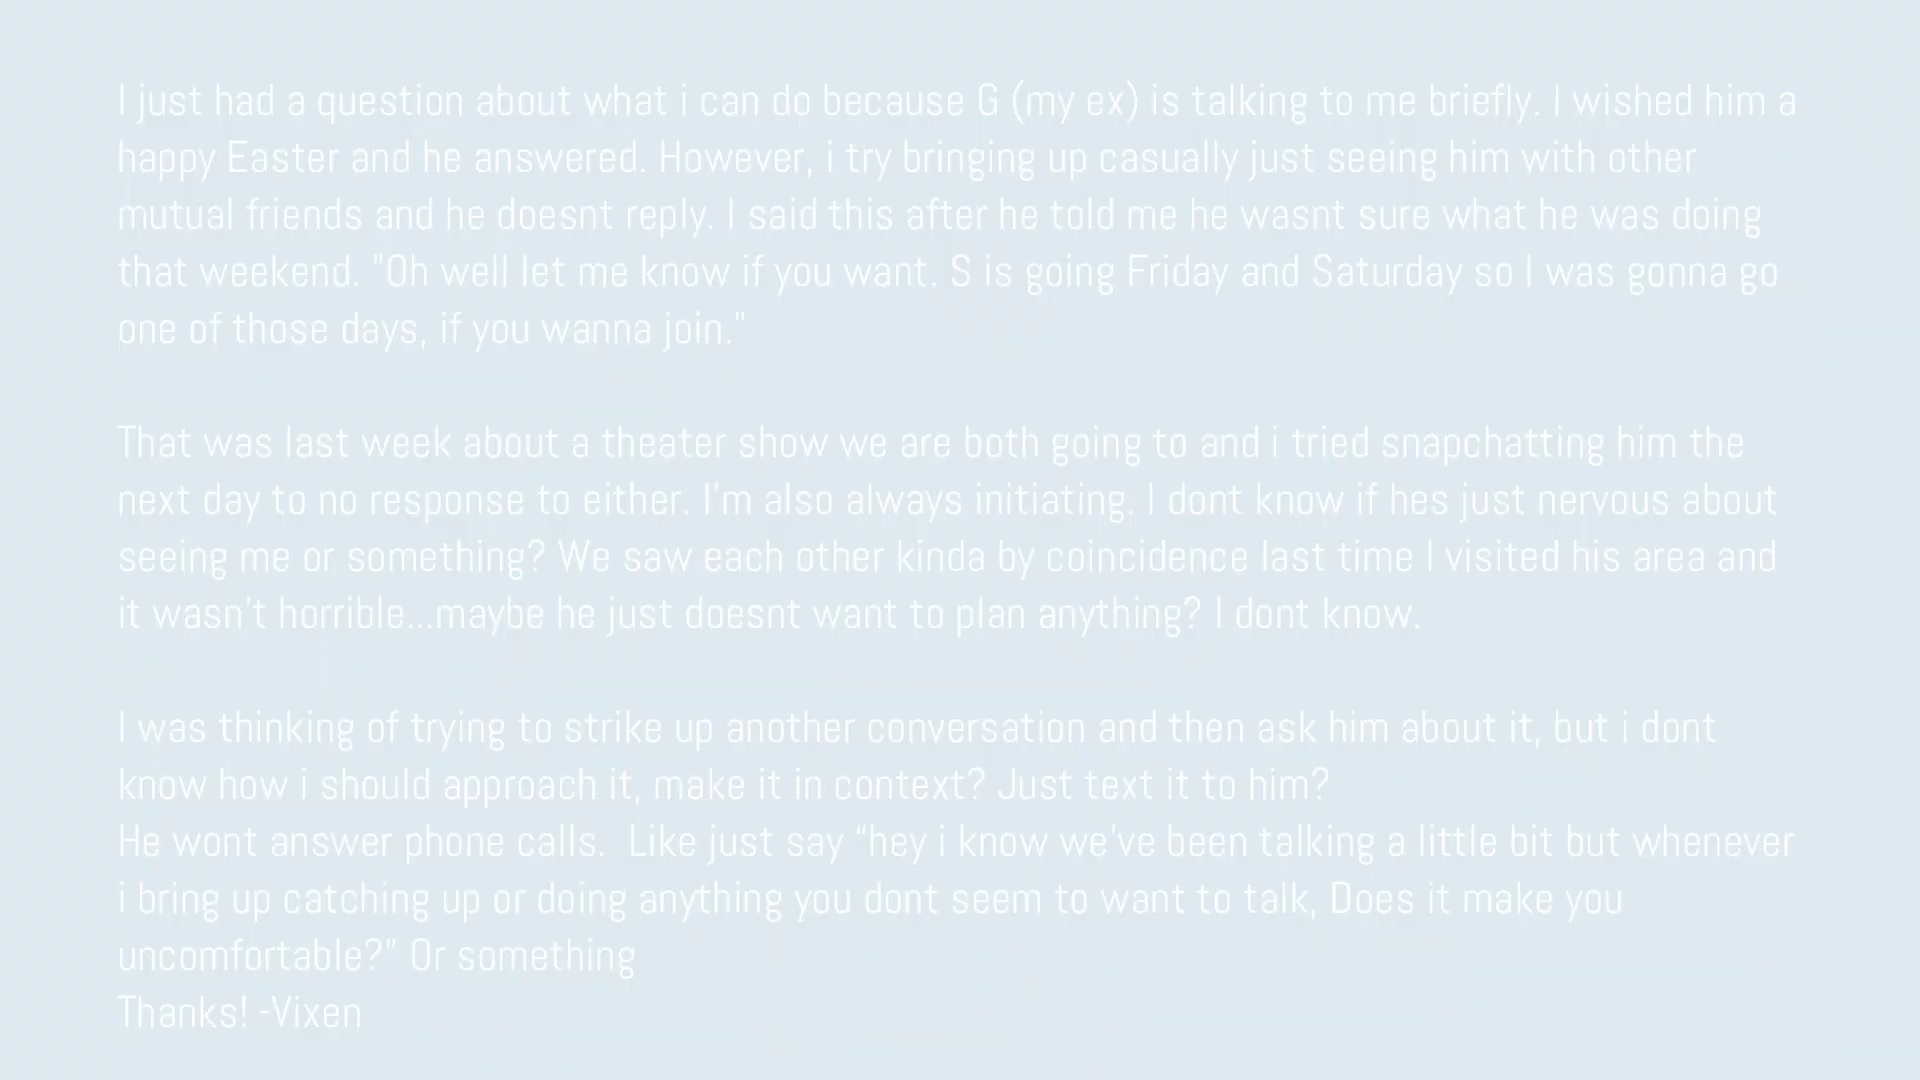 I just had a question about what i can do because G (my ex) is talking to me briefly. I wished him a
happy Easter and he answered. However, i try bringing up casually just seeing him with other
mutual friends and he doesnt reply. I said this after he told me he wasnt sure what he was doing
that weekend. "Oh well let me know if you want. S is going Friday and Saturday so I was gonna go
one of those days, if you wanna join."
That was last week about a theater show we are both going to and i tried snapchatting him the
next day to no response to either. I'm also always initiating. I dont know if hes just nervous about
seeing me or something? We saw each other kinda by coincidence last time I visited his area and
it wasn't horrible...maybe he just doesnt want to plan anything? I dont know.
I was thinking of trying to strike up another conversation and then ask him about it, but i dont
know how i should approach it, make it in context? Just text it to him?
He wont answer phone calls.  Like just say “hey i know we’ve been talking a little bit but whenever
i bring up catching up or doing anything you dont seem to want to talk, Does it make you
uncomfortable?” Or something
Thanks! -Vixen